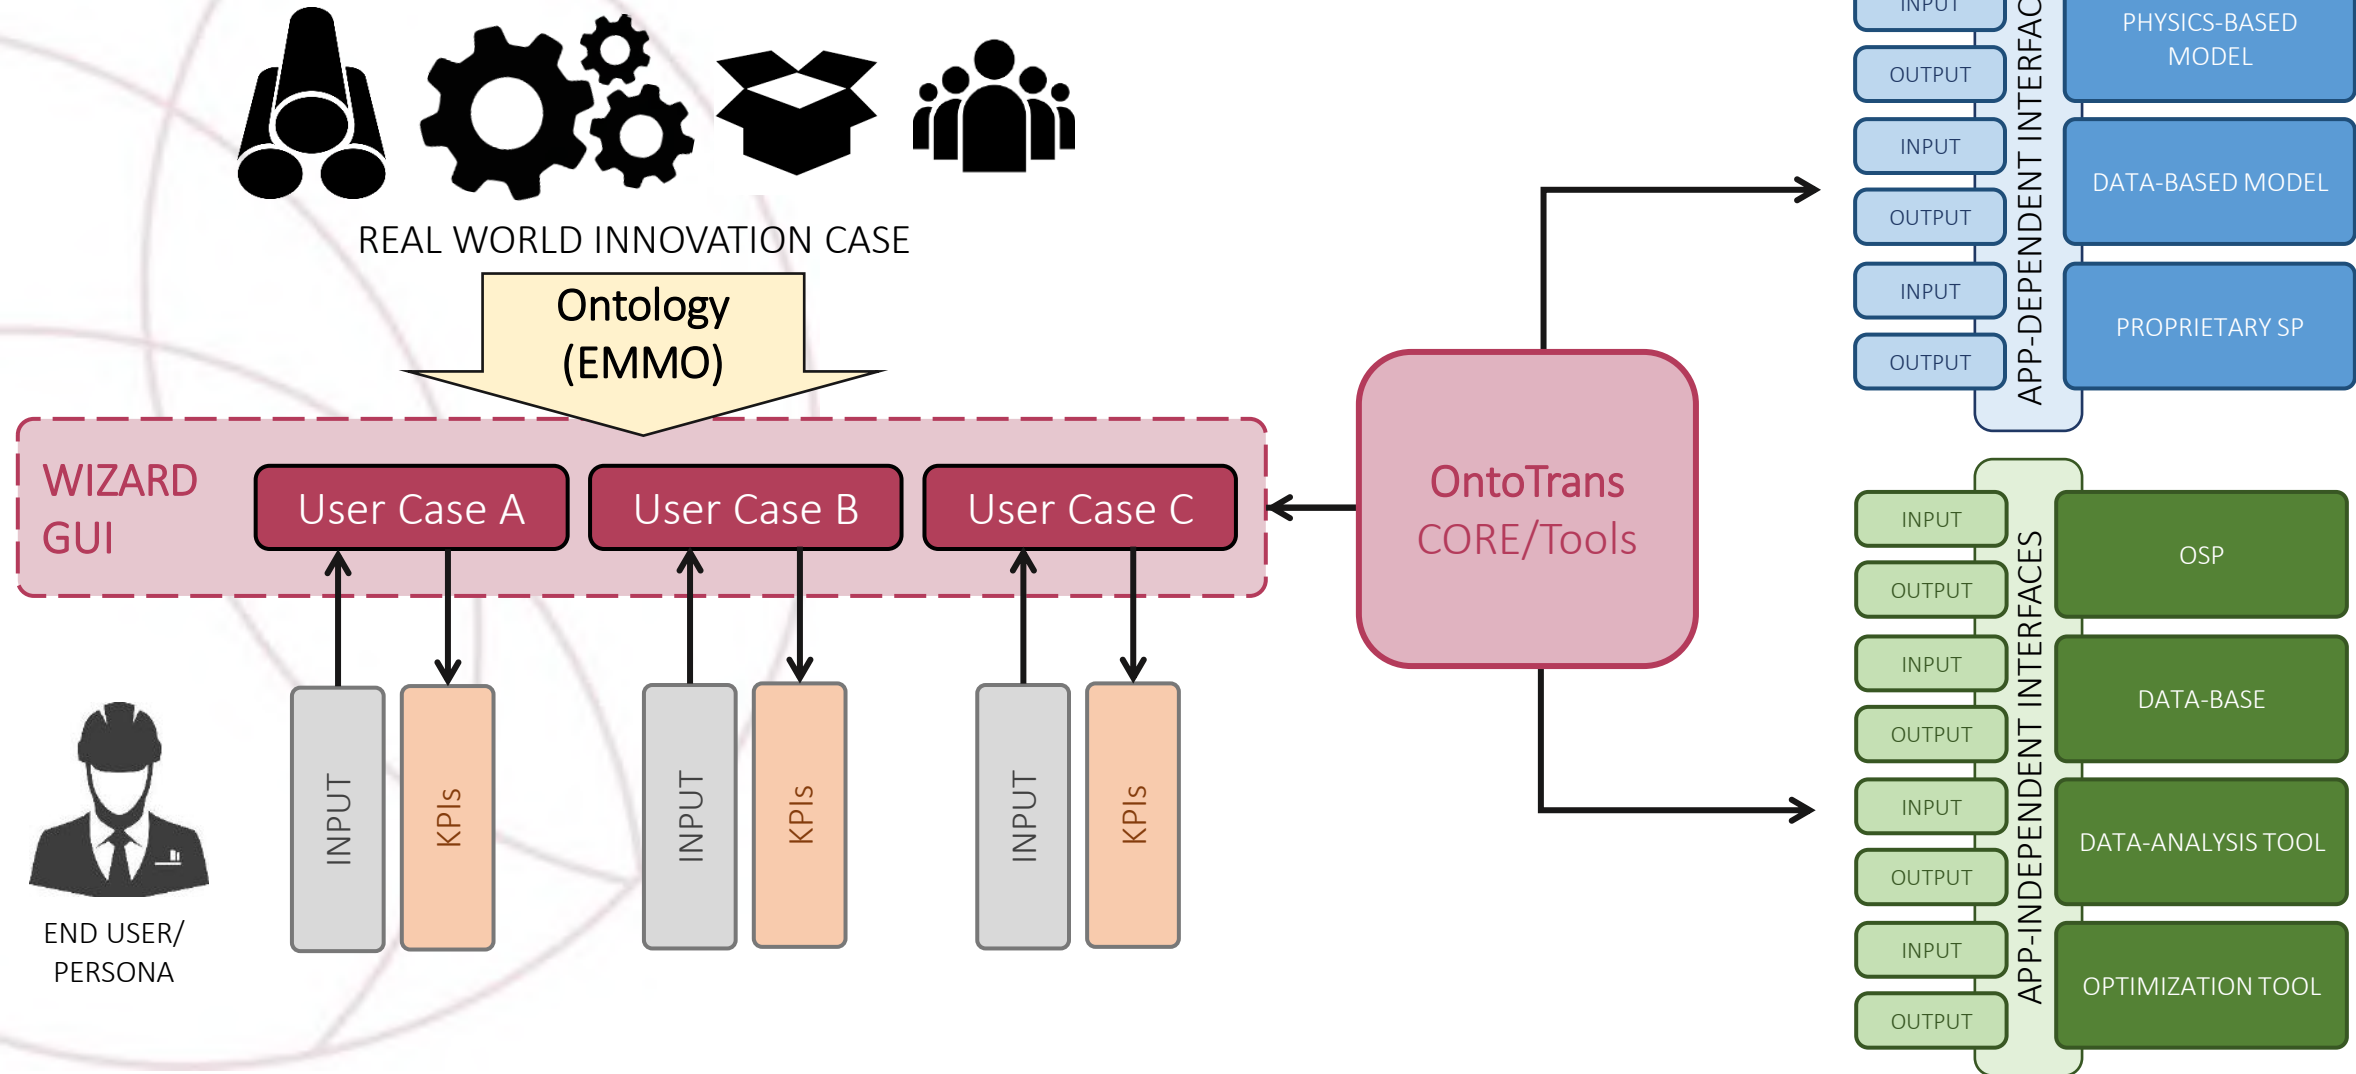 REAL WORLD INNOVATION CASE
Ontology
(EMMO)
WIZARD
GUI
User Case A
User Case B
User Case C
INPUT
KPIs
INPUT
KPIs
INPUT
KPIs
END USER/
PERSONA
OntoTrans
CORE/Tools
INPUT
OUTPUT
INPUT
OUTPUT
INPUT
OUTPUT
APP-DEPENDENT
PHYSICS-BASED
MODEL
DATA-BASED MODEL
PROPRIETARY SP
INPUT
OUTPUT
INPUT
OUTPUT
INPUT
OUTPUT
INPUT
OUTPUT
APP-INDEPENDENT INTERFACES
OSP
DATA-BASE
DATA-ANALYSIS TOOL
OPTIMIZATION TOOL